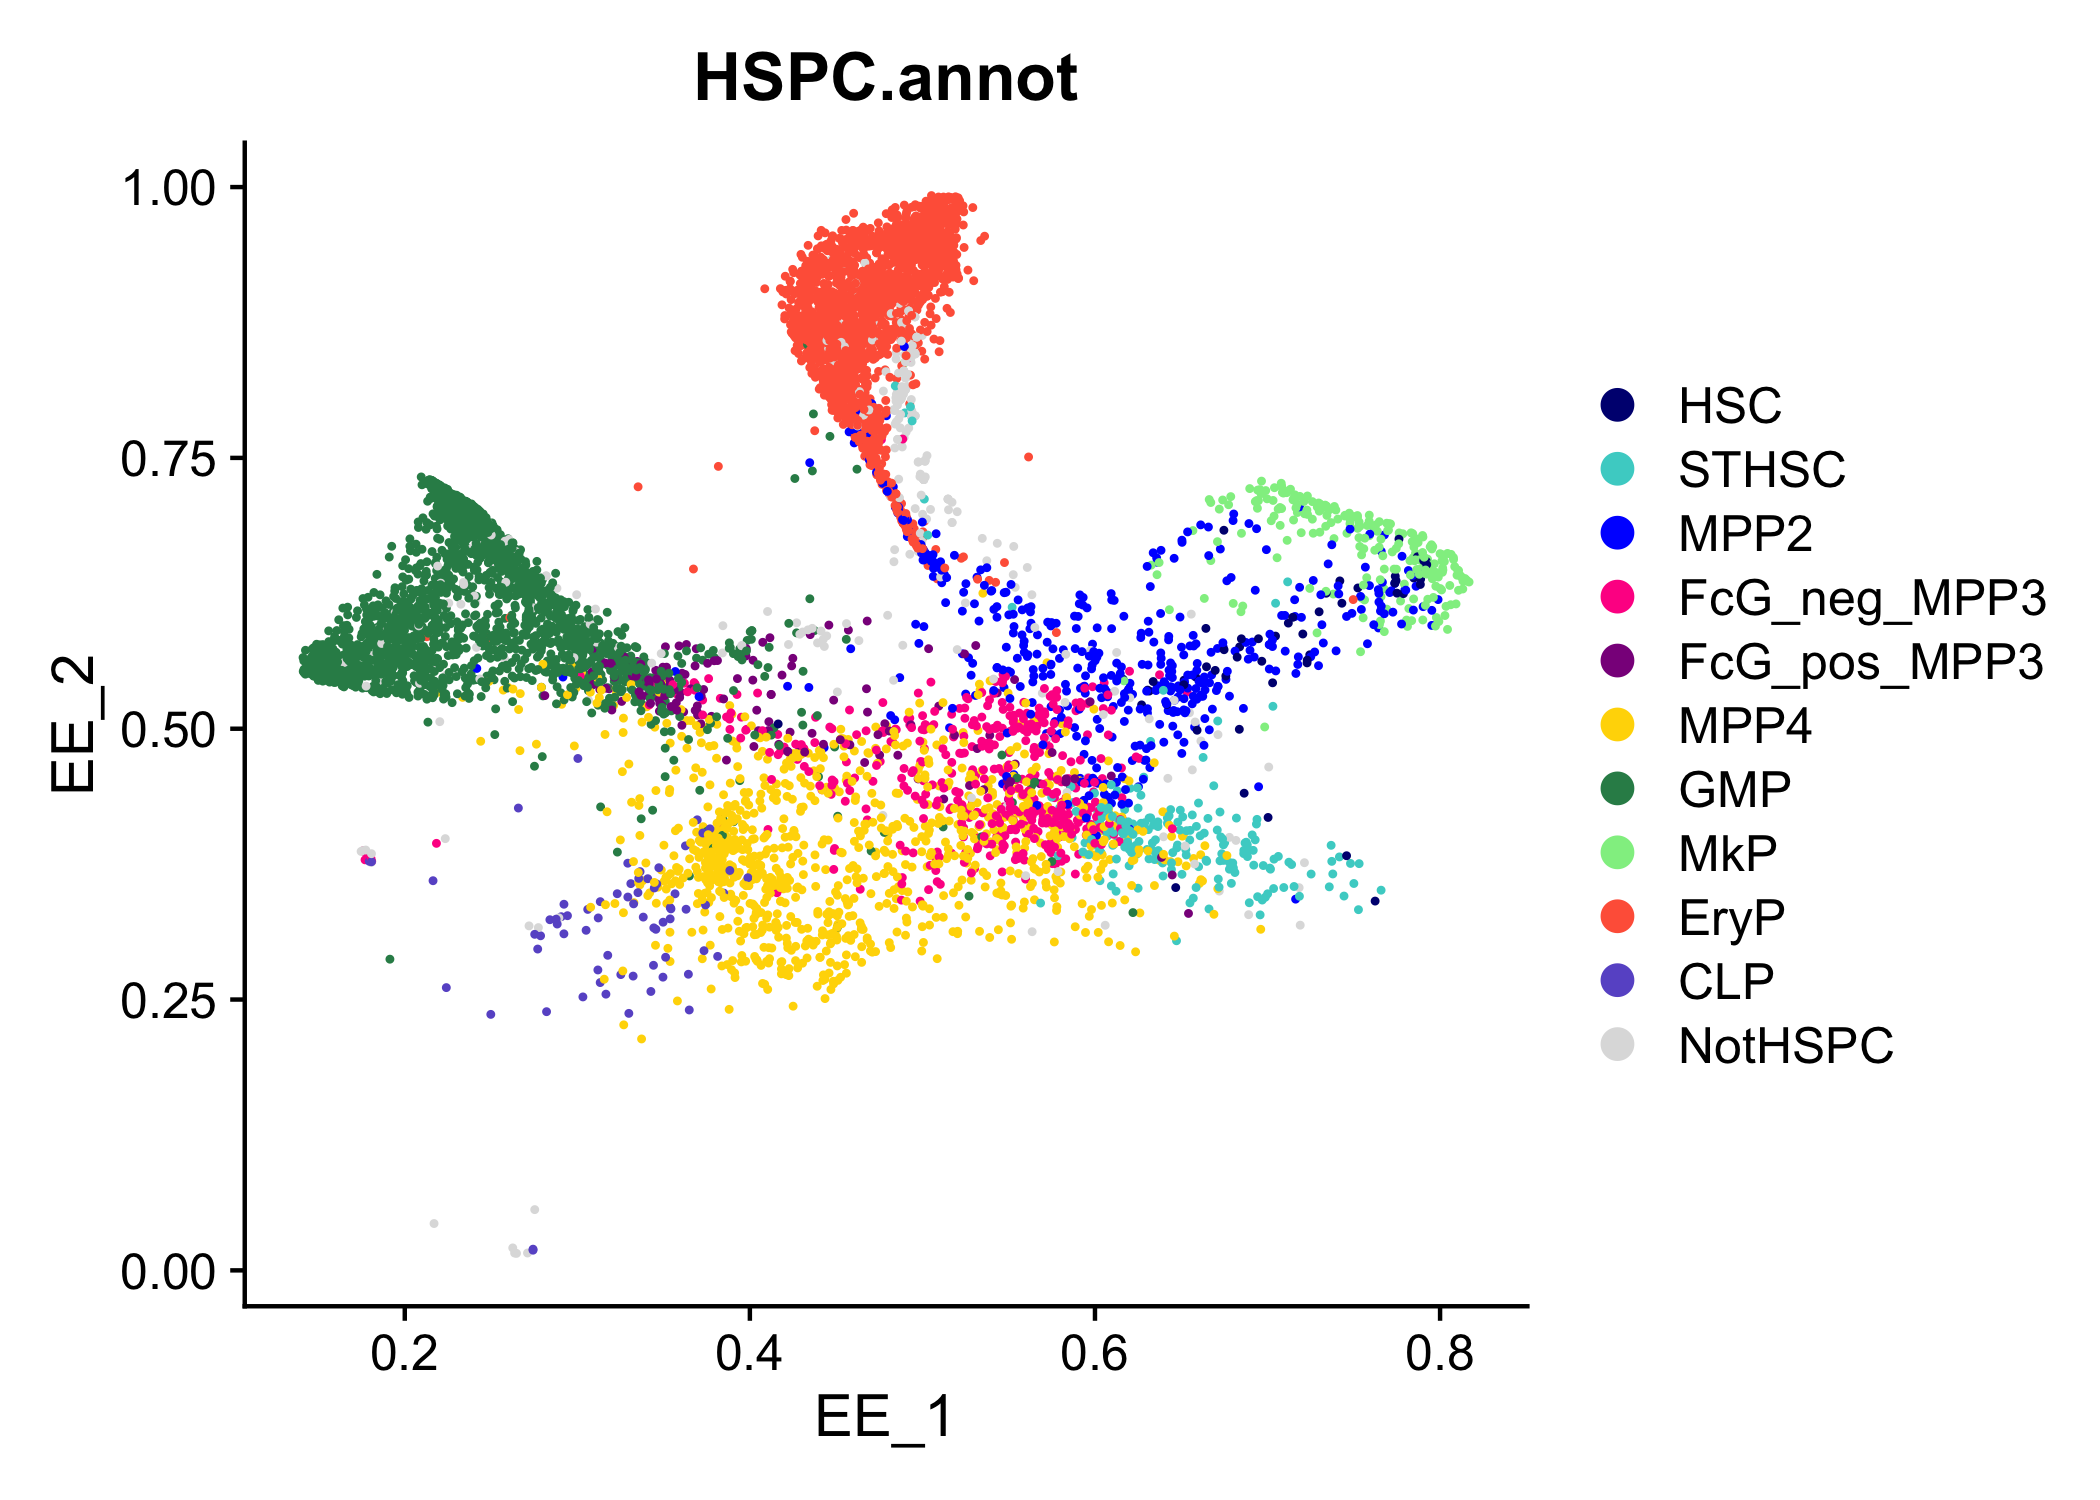 HSPC.annot
1.00
0.75
0.50
0.25
0.00
EE_2
0.2
0.4
0.6
0.8
EE_1
HSC
STHSC
MPP2
FcG_neg_MPP3
FcG_pos_MPP3
MPP4
GMP
MkP
EryP
CLP
NotHSPC